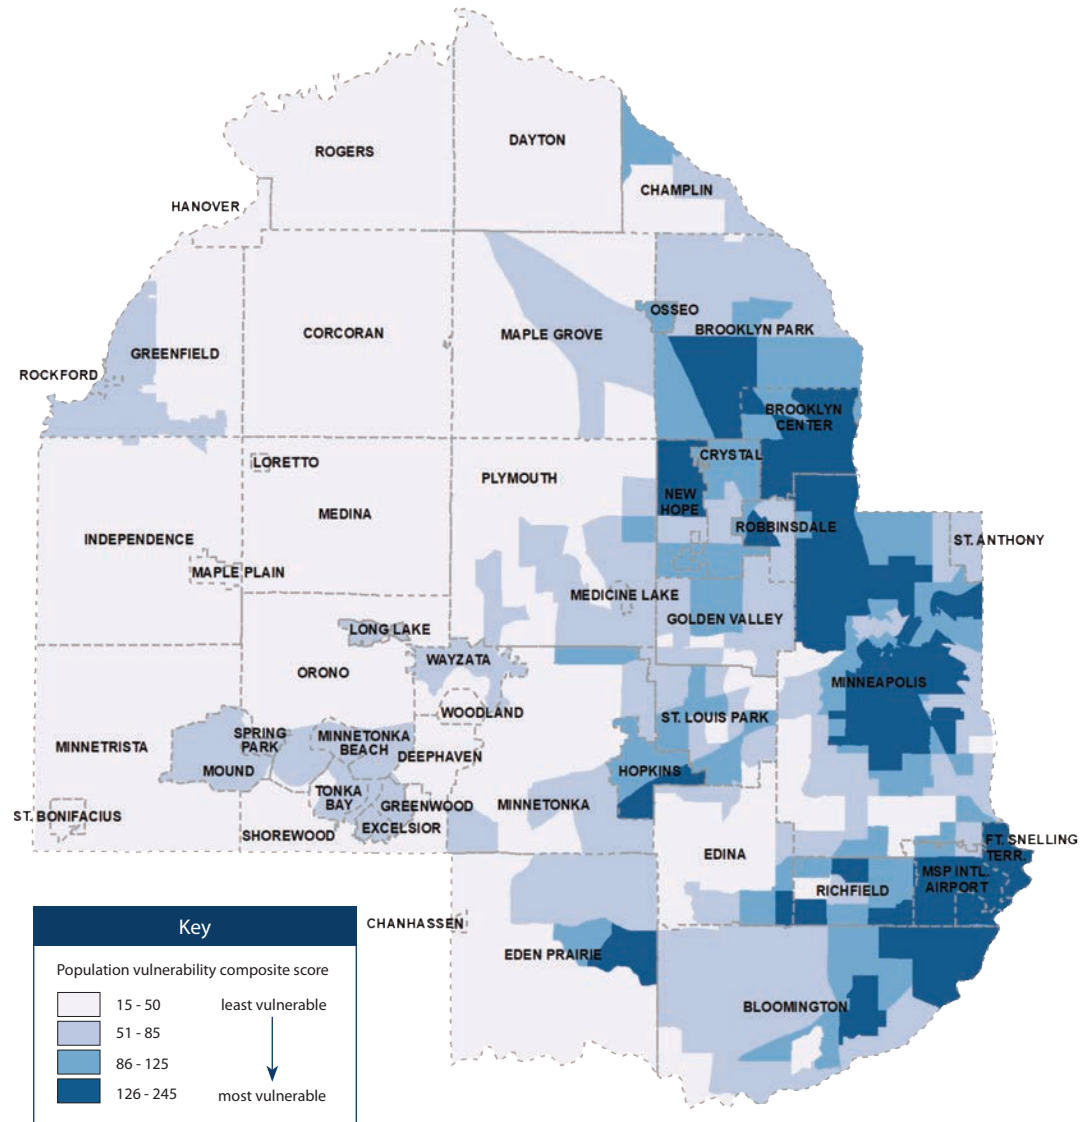 DAYTON
ROGERS
CHAMPLIN
HANOVER
OSSEO
BROOKLYN PARK
CORCORAN
MAPLE GROVE
GREENFIELD
ROCKFORD
BROOKLYN
CENTER
CRYSTAL
LORETTO
PLYMOUTH
NEW
HOPE
MEDINA
ROBBINSDALE
INDEPENDENCE
ST. ANTHONY
MAPLE PLAIN
MEDICINE LAKE
GOLDEN VALLEY
LONG LAKE
WAYZATA
ORONO
MINNEAPOLIS
WOODLAND
ST. LOUIS PARK
SPRING
PARK
MINNETONKA
BEACH
MINNETRISTA
DEEPHAVEN
MOUND
HOPKINS
TONKA
BAY
GREENWOOD
MINNETONKA
ST. BONIFACIUS
EXCELSIOR
SHOREWOOD
FT. SNELLING
TERR.
EDINA
MSP INTL.
AIRPORT
RICHFIELD
CHANHASSEN
EDEN PRAIRIE
BLOOMINGTON
Key
Population vulnerability composite score
15 - 50 least vulnerable
51 - 85
86 - 125
126 - 245 most vulnerable